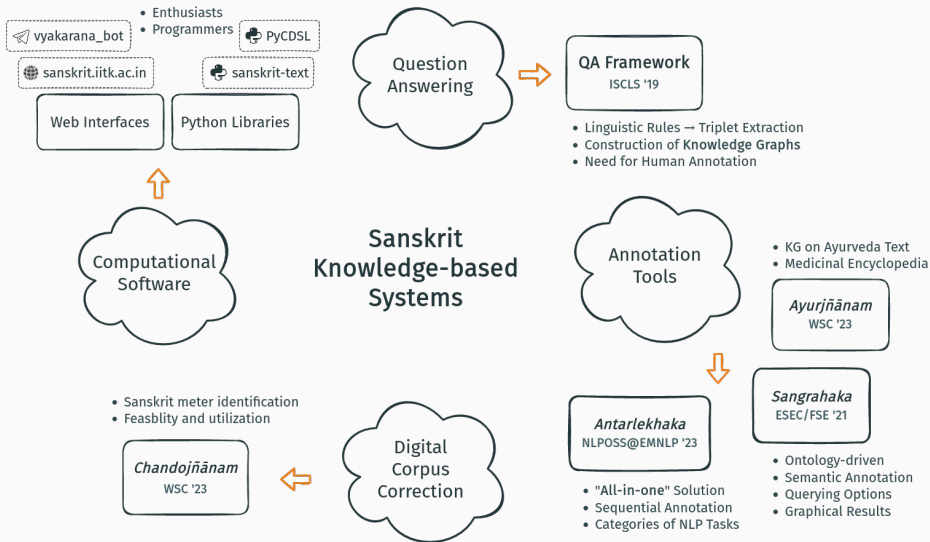 • Enthusiasts
• Programmers
vyakarana_bot
PyCDSL
sanskrit.iitk.ac.in
sanskrit-text
Web Interfaces
Python Libraries
Question
Answering
QA Framework
ISCLS '19
• Linguistic Rules → Triplet Extraction
• Construction of Knowledge Graphs
• Need for Human Annotation
Computational
Software
Sanskrit
Knowledge-based
Systems
Annotation
Tools
• KG on Ayurveda Text
• Medicinal Encyclopedia
Ayurjñānam
WSC '23
Sangrahaka
ESEC/FSE '21
• Ontology-driven
• Semantic Annotation
• Querying Options
• Graphical Results
Antarlekhaka
NLPOSS@EMNLP '23
• "All-in-one" Solution
• Sequential Annotation
• Categories of NLP Tasks
Digital
Corpus
Correction
• Sanskrit meter identification
• Feasblity and utilization
Chandojñānam
WSC '23